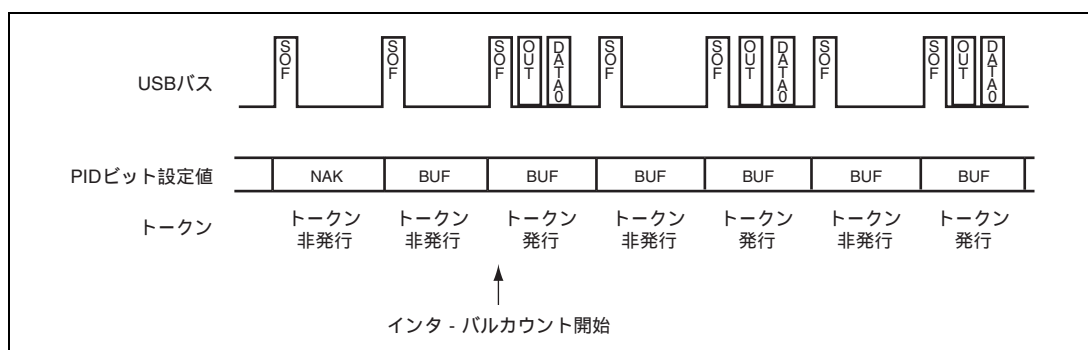 SOF SOF SOF OUT DATA0 SOF SOF OUT DATA0 SOF SOF OUT DATA0
USBバス
PIDビット設定値 NAK BUF BUF BUF BUF BUF BUF
トークン トークン トークン トークン トークン トークン トークン トークン
非発行 非発行 発行 非発行 発行 非発行 発行
インタ - バルカウント開始